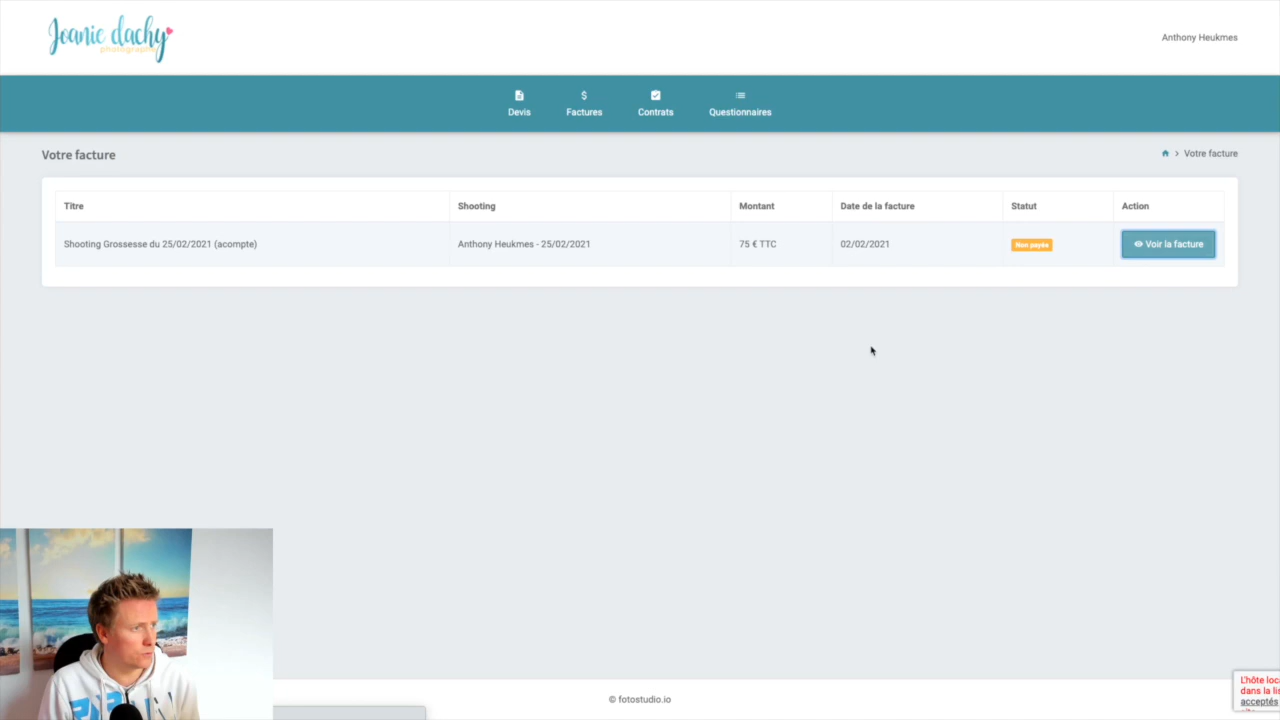 Joanie dachy
photography
Anthony Heukmes
Devis
Factures
Contrats
Questionnaires
Votre facture
> Votre facture
Titre
Shooting
Montant
Date de la facture
Statut
Action
Shooting Grossesse du 25/02/2021 (acompte)
Anthony Heukmes - 25/02/2021
75 € TTC
02/02/2021
Non payée
Voir la facture
© fotostudio.io
L'hôte loc
dans la lis
acceptés